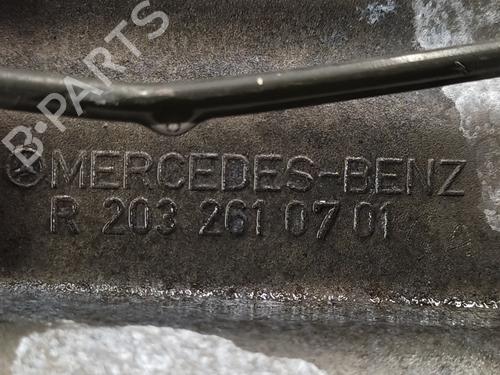 B-PARTS
MERCEDES-BENZ
R 203 261 07 01